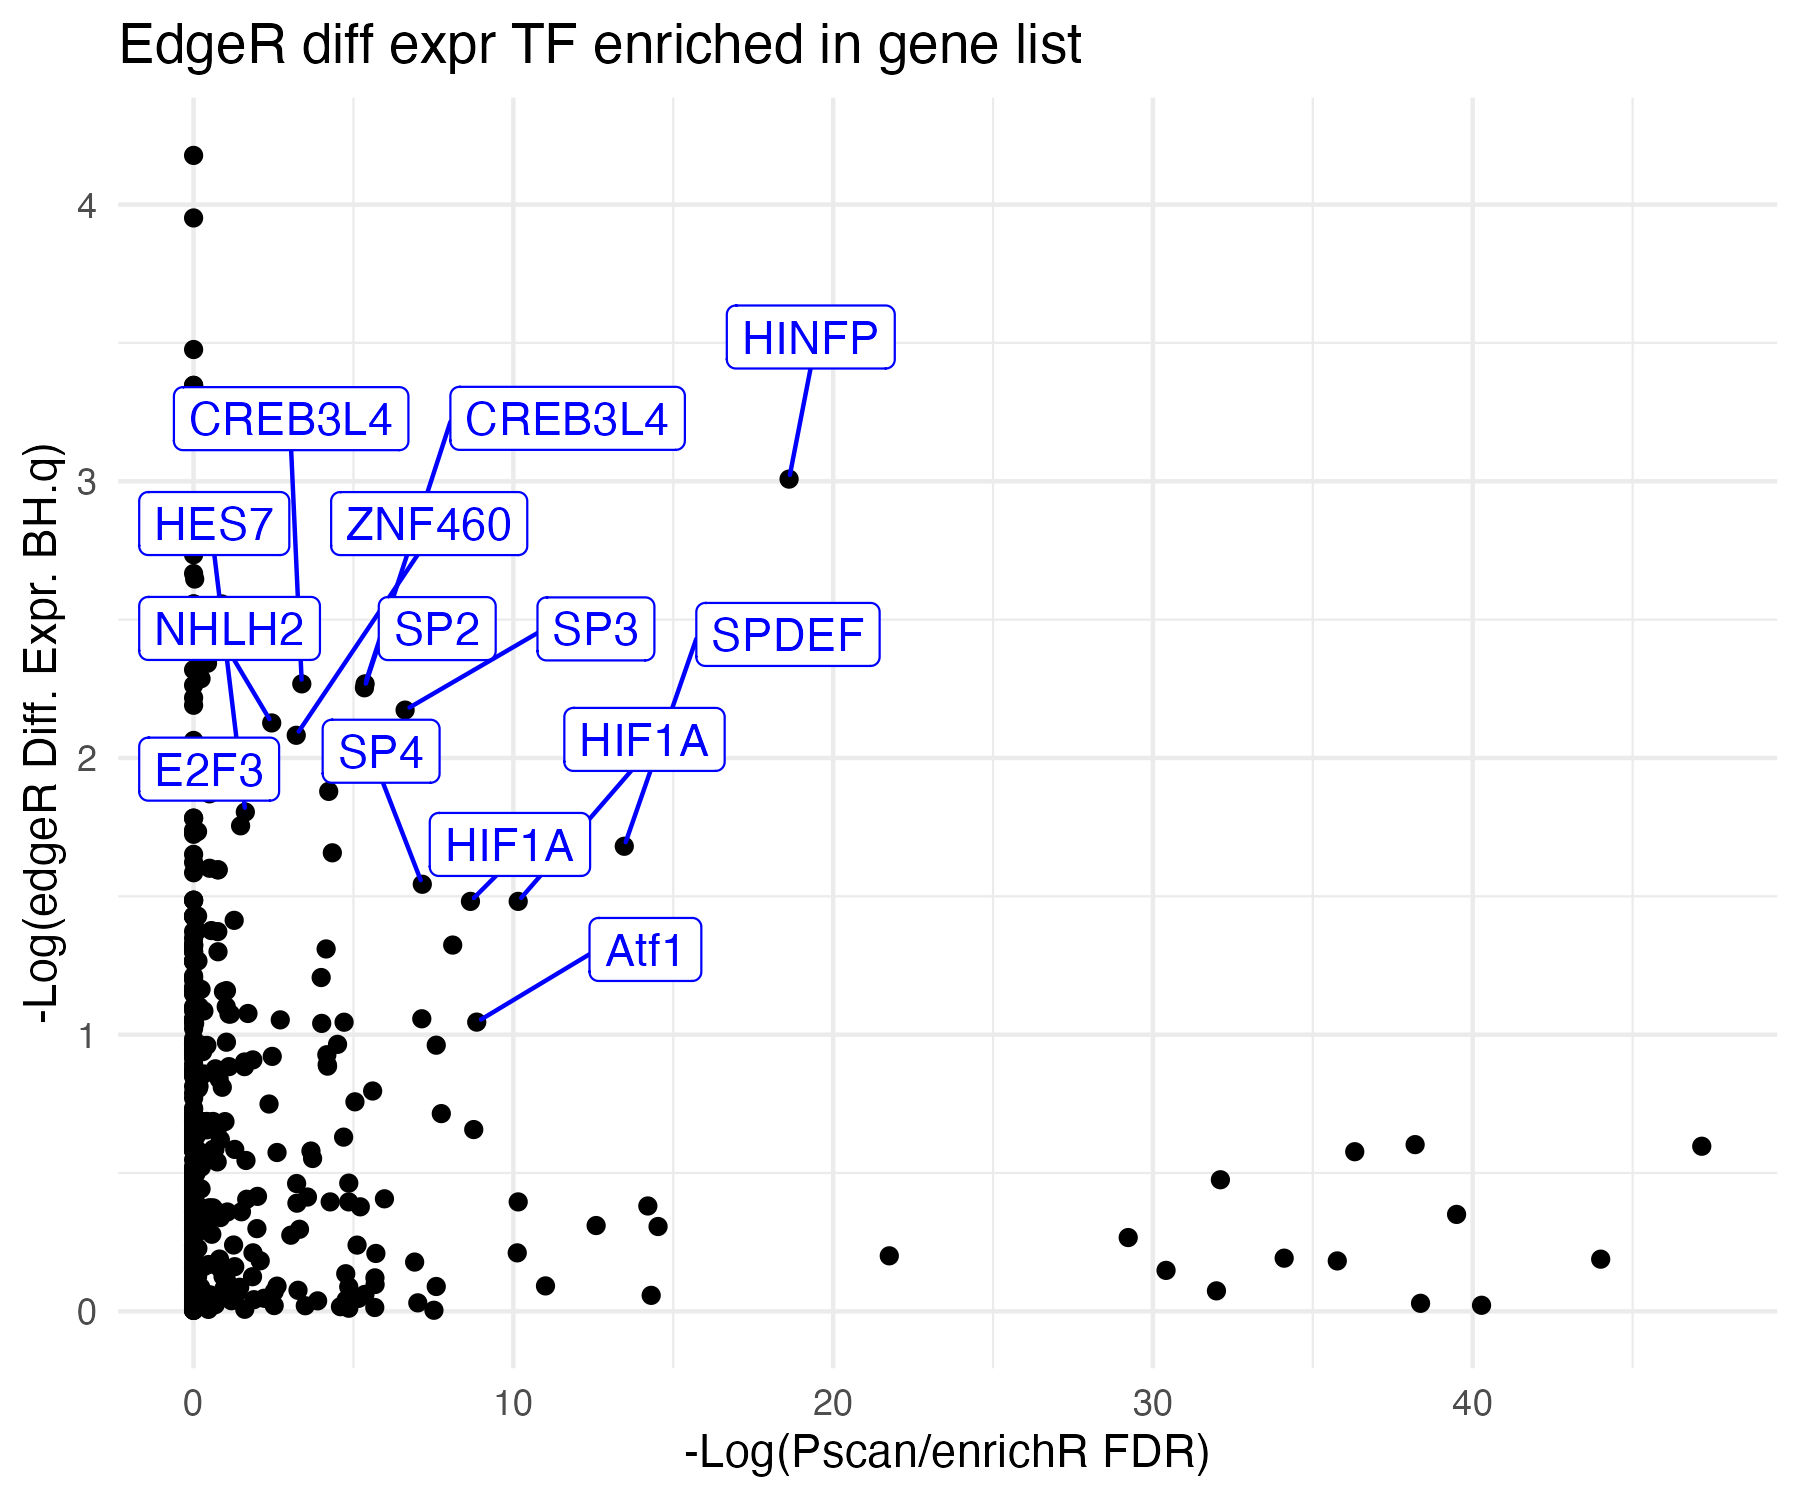 EdgeR diff expr TF enriched in gene list
-Log(edgeR Diff. Expr. BH.q)
4
3
2
1
0
HINFP
CREB3L4
CREB3L4
HES7
ZNF460
NHLH2
SP2
SP3
SPDEF
HIF1A
SP4
E2F3
HIF1A
Atf1
0
10
20
30
40
-Log(Pscan/enrichR FDR)